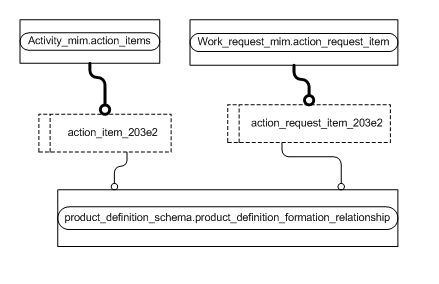 Activity_mim.action_items
Work_request_mim.action_request_item
action_item_203e2
action_request_item_203e2
product_definition_schema.product_definition_formation_relationship